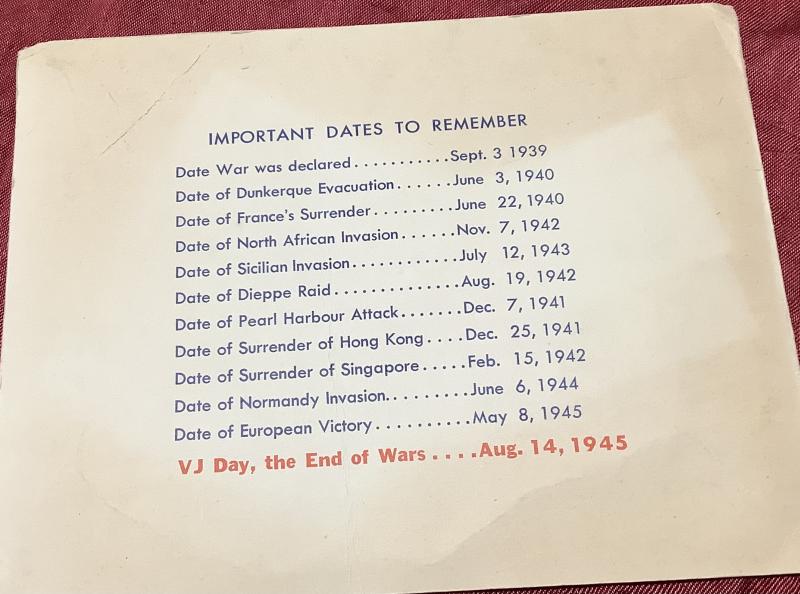 IMPORTANT DATES TO REMEMBER
Date War was declared...........Sept. 3 1939
Date of Dunkerque Evacuation......June 3, 1940
Date of France's Surrender.........June 22, 1940
Date of North African Invasion......Nov. 7, 1942
Date of Sicilian Invasion............July 12, 1943
Date of Dieppe Raid..............Aug. 19, 1942
Date of Pearl Harbour Attack.......Dec. 7, 1941
Date of Surrender of Hong Kong....Dec. 25, 1941
Date of Surrender of Singapore.....Feb. 15, 1942
Date of Normandy Invasion.........June 6, 1944
Date of European Victory..........May 8, 1945
VJ Day, the End of Wars....Aug. 14, 1945